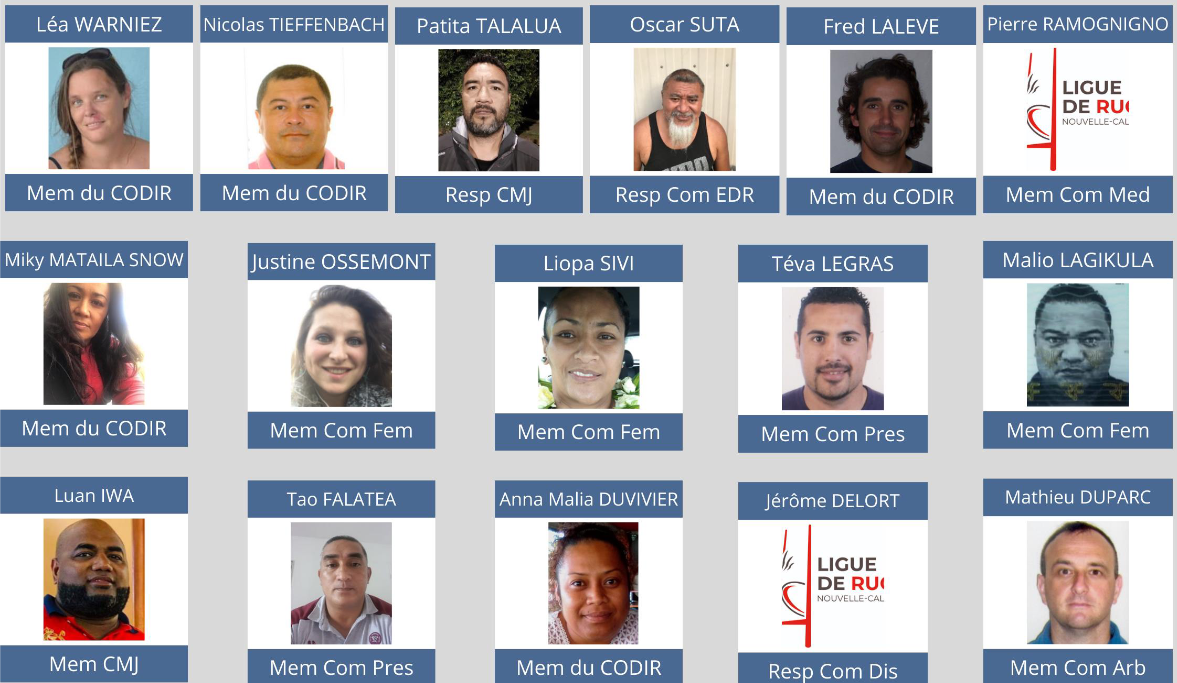 Léa WARNIEZ
Nicolas TIEFFENBACH
Patita TALALUA
Oscar SUTA
Fred LALEVE
Pierre RAMOGNIGNO
LIGUE
DE RU
NOUVELLE-CAL
Mem du CODIR
Mem du CODIR
Resp CMJ
Resp Com EDR
Mem du CODIR
Mem Com Med
Miky MATAILA SNOW
Justine OSSEMONT
Liopa SIVI
Téva LEGRAS
Malio LAGIKULA
Mem du CODIR
Mem Com Fem
Mem Com Fem
Mem Com Pres
Mem Com Fem
Luan IWA
Tao FALATEA
Anna Malia DUVIVIER
Jérôme DELORT
Mathieu DUPARC
LIGUE
DE RU
NOUVELLE-CAL
Mem CMJ
Mem Com Pres
Mem du CODIR
Resp Com Dis
Mem Com Arb